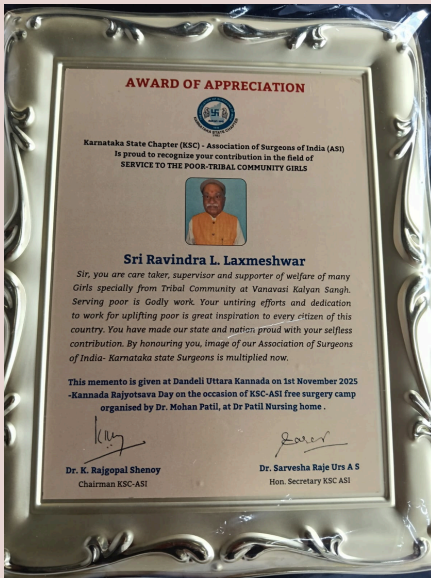 AWARD OF APPRECIATION
Karnataka State Chapter (KSC) - Association of Surgeons of India (ASI)
Is proud to recognize your contribution in the field of
SERVICE TO THE POOR-TRIBAL COMMUNITY GIRLS
Sri Ravindra L. Laxmeshwar
Sir, you are care taker, supervisor and supporter of welfare of many
Girls specially from Tribal Community at Vanavasi Kalyan Sangh.
Serving poor is Godly work. Your untiring efforts and dedication
to work for uplifting poor is great inspiration to every citizen of this
country. You have made our state and nation proud with your selfless
contribution. By honouring you, image of our Association of Surgeons
of India- Karnataka state Surgeons is multiplied now.
This memento is given at Dandeli Uttara Kannada on 1st November 2025
-Kannada Rajyotsava Day on the occasion of KSC-ASI free surgery camp
organised by Dr. Mohan Patil, at Dr Patil Nursing home .
Dr. K. Rajgopal Shenoy
Chairman KSC-ASI
Dr. Sarvesha Raje Urs A S
Hon. Secretary KSC ASI